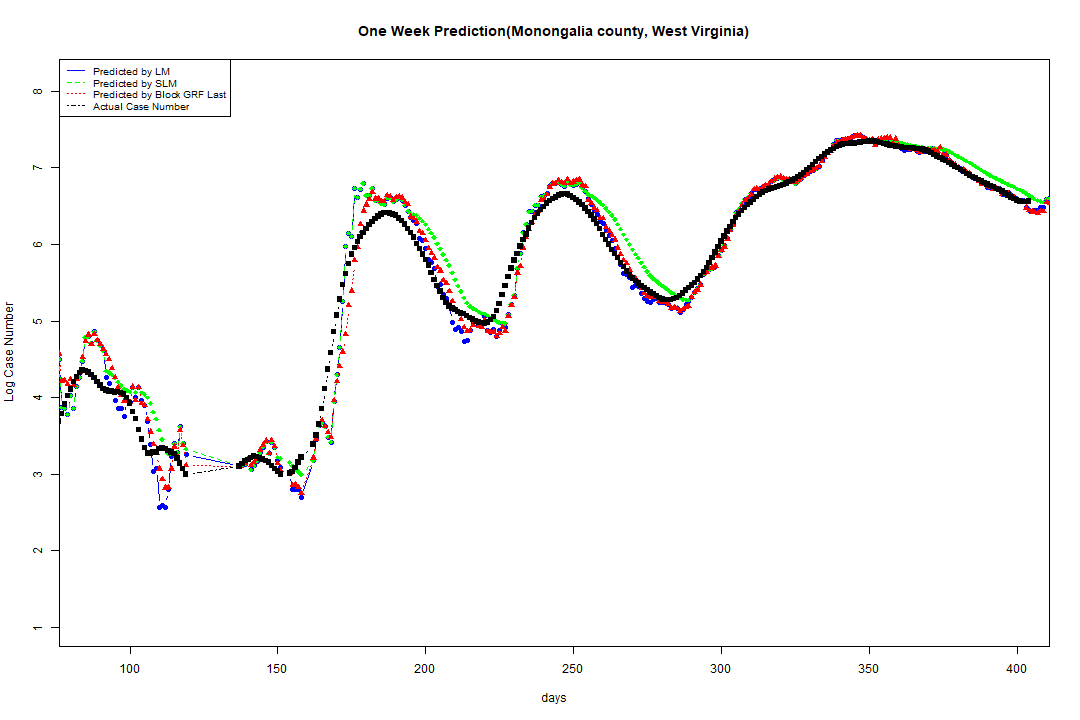 One Week Prediction(Monongalia county, West Virginia)
Predicted by LM
Predicted by SLM
Predicted by Block GRF Last
Actual Case Number
8
7
6
5
4
3
2
1
Log Case Number
100 150 200 250 300 350 400
days